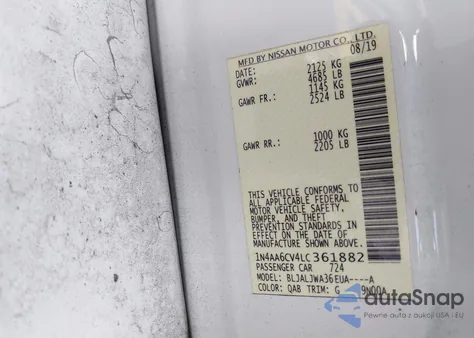 MFD BY NISSAN MOTOR CO., LTD.
DATE: 08/19
GVWR: 2125 KG
4685 LB
GAWR FR.: 1145 KG
2524 LB
GAWR RR.: 1000 KG
2205 LB
THIS VEHICLE CONFORMS TO
ALL APPLICABLE FEDERAL
MOTOR VEHICLE SAFETY,
BUMPER, AND THEFT
PREVENTION STANDARDS IN
EFFECT ON THE DATE OF
MANUFACTURE SHOWN ABOVE.
1N4AA6CV4LC361882
PASSENGER CAR 724
MODEL: BLJALJWA36EUA----A
COLOR: QAB TRIM: G 9N00A
autoSnap
Pewne auta z aukcji USA i EU